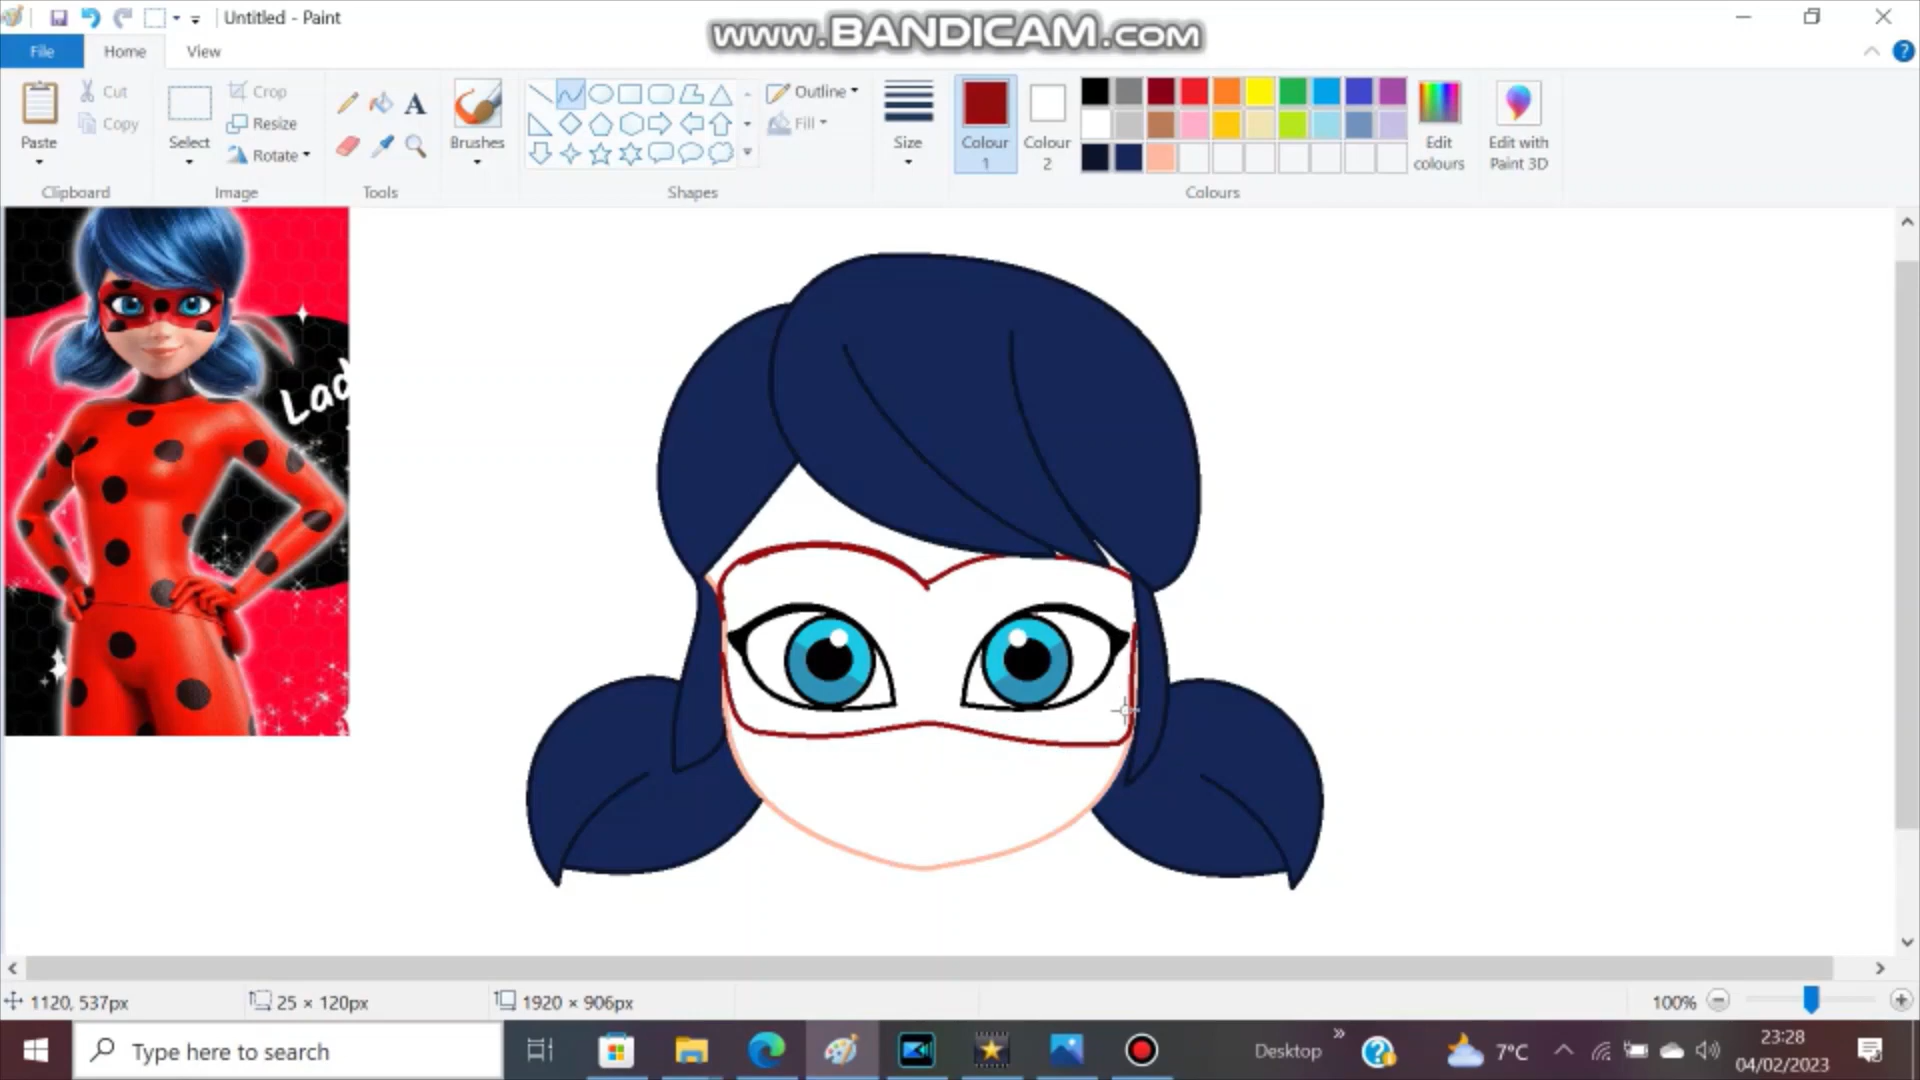 Untitled - Paint
www.BANDICAM.com
File
Home
View
Paste
Cut
Copy
Clipboard
Select
Crop
Resize
Rotate
Image
A
Tools
Brushes
Shapes
Outline
Fill
Size
Colour 1
Colour 2
Colours
Edit colours
Edit with Paint 3D
Lad
1120, 537px
25 × 120px
1920 × 906px
100%
Type here to search
Desktop
7°C
23:28
04/02/2023